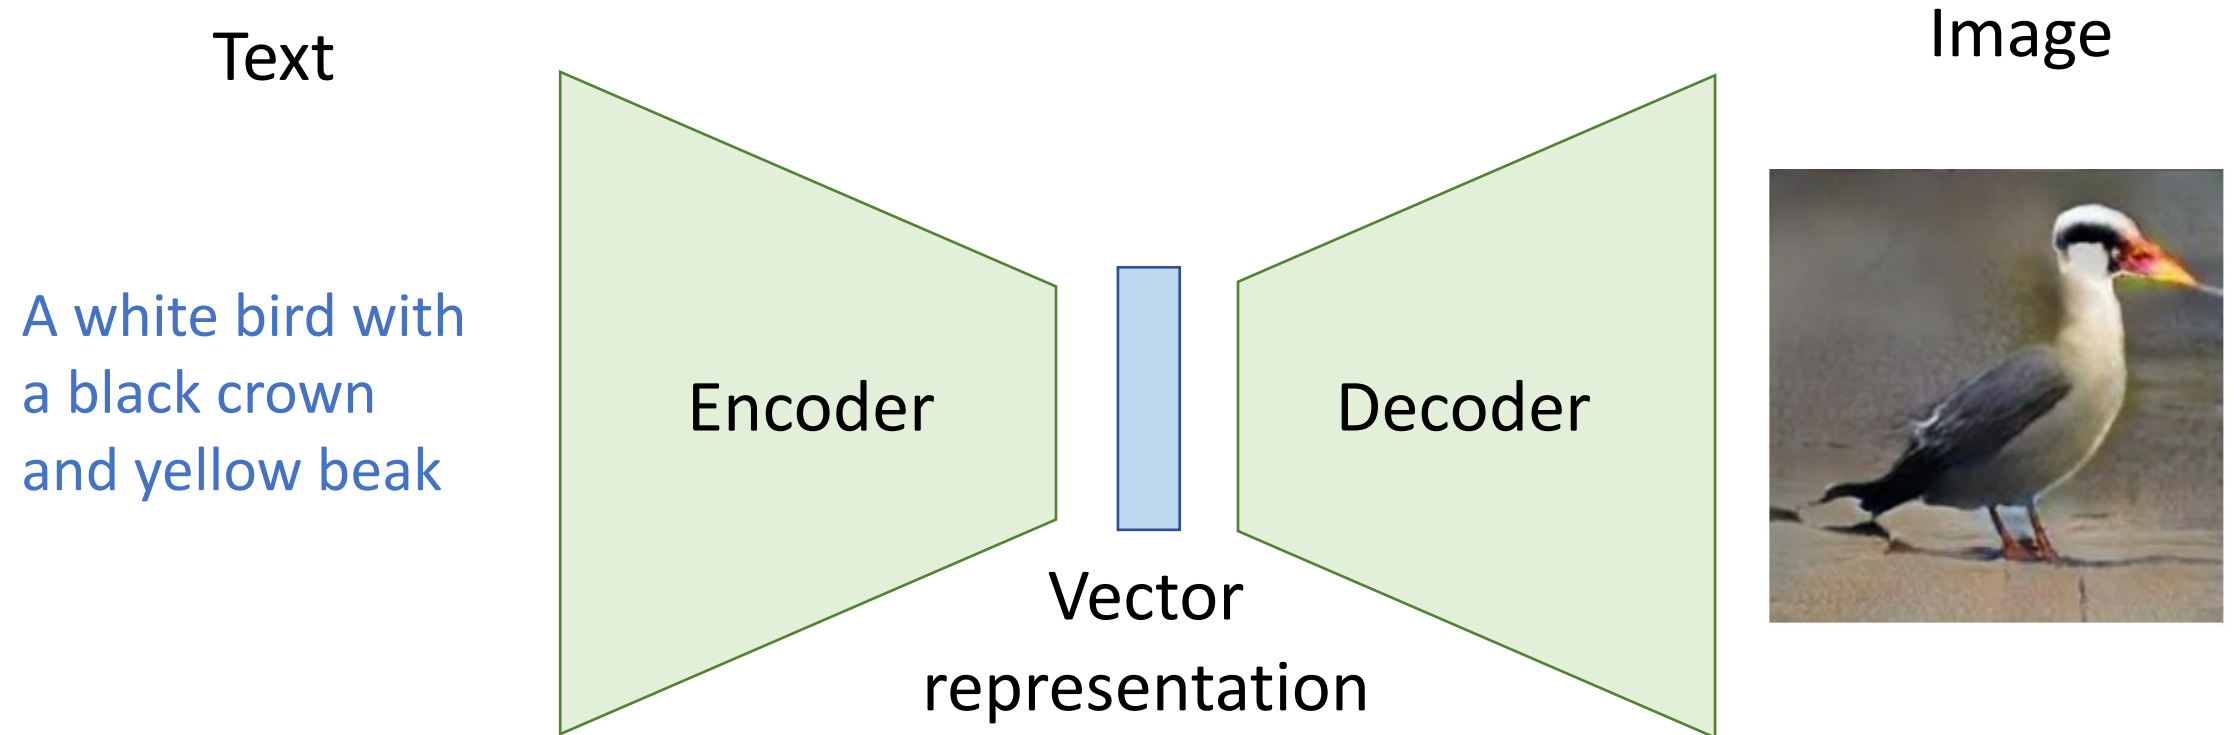 Text
A white bird with
a black crown
and yellow beak
Encoder
Vector
representation
Decoder
Image